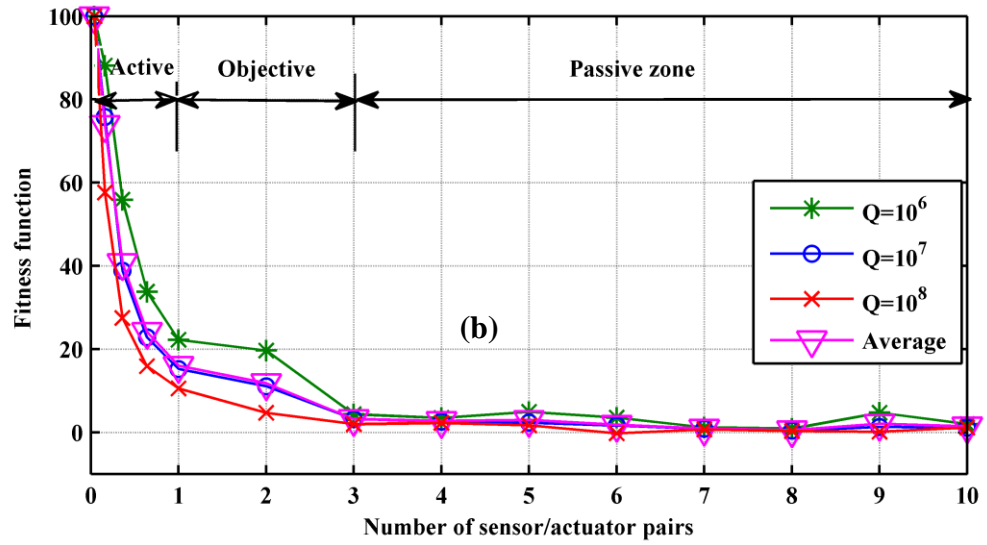 100
80
60
40
20
0
Fitness function
Active
Objective
Passive zone
Q=10^6
Q=10^7
Q=10^8
Average
(b)
0 1 2 3 4 5 6 7 8 9 10
Number of sensor/actuator pairs